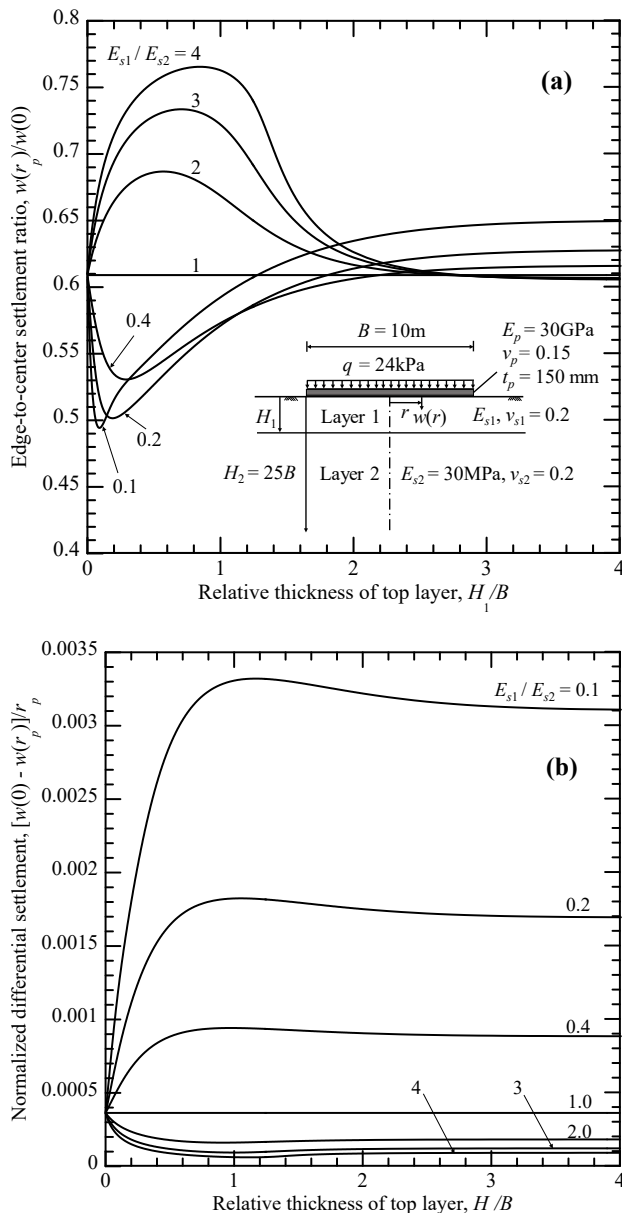 0.8
0.75
0.7
0.65
0.6
0.55
0.5
0.45
0.4
Edge-to-center settlement ratio, w(r_p)/w(0)
E_s1 / E_s2 = 4
3
2
1
0.4
0.2
0.1
(a)
B = 10m
q = 24kPa
E_p = 30GPa
v_p = 0.15
t_p = 150 mm
H_1
Layer 1
r
w(r)
E_s1, v_s1 = 0.2
H_2 = 25B
Layer 2
E_s2 = 30MPa, v_s2 = 0.2
0 1 2 3 4
Relative thickness of top layer, H_1/B
0.0035
0.003
0.0035
0.002
0.0015
0.001
0.0005
0
Normalized differential settlement, [w(0) - w(r_p)]/r_p
E_s1 / E_s2 = 0.1
(b)
0.2
0.4
4
3
1.0
2.0
0 1 2 3 4
Relative thickness of top layer, H/B